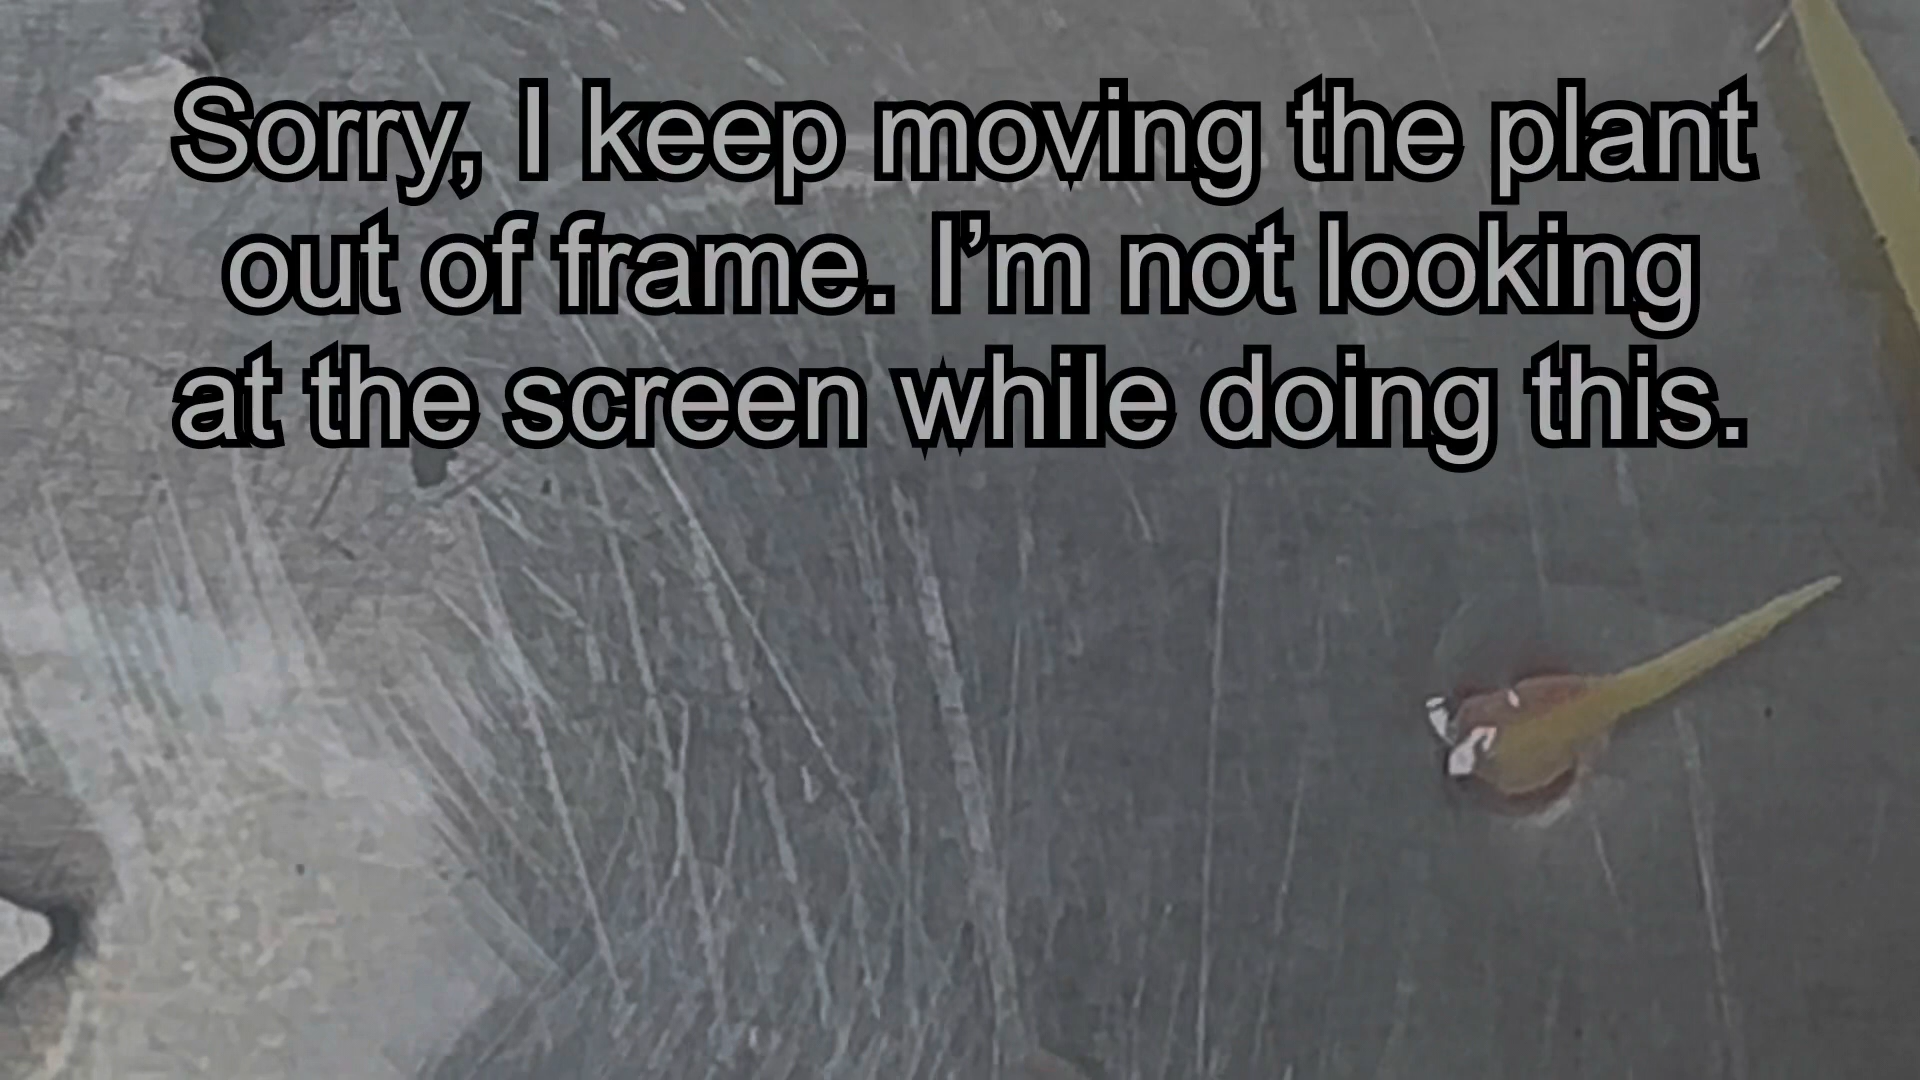 Sorry, I keep moving the plant
out of frame. I’m not looking
at the screen while doing this.